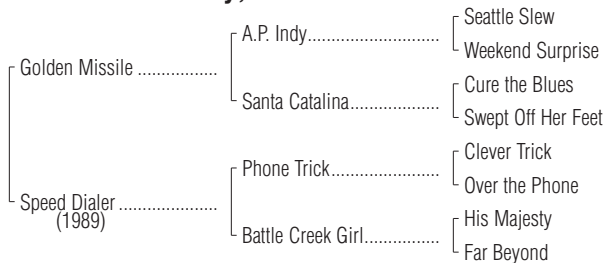 Seattle Slew
A.P. Indy
Weekend Surprise
Golden Missile
Cure the Blues
Santa Catalina
Swept Off Her Feet
Clever Trick
Phone Trick
Over the Phone
Speed Dialer
(1989)
His Majesty
Battle Creek Girl
Far Beyond